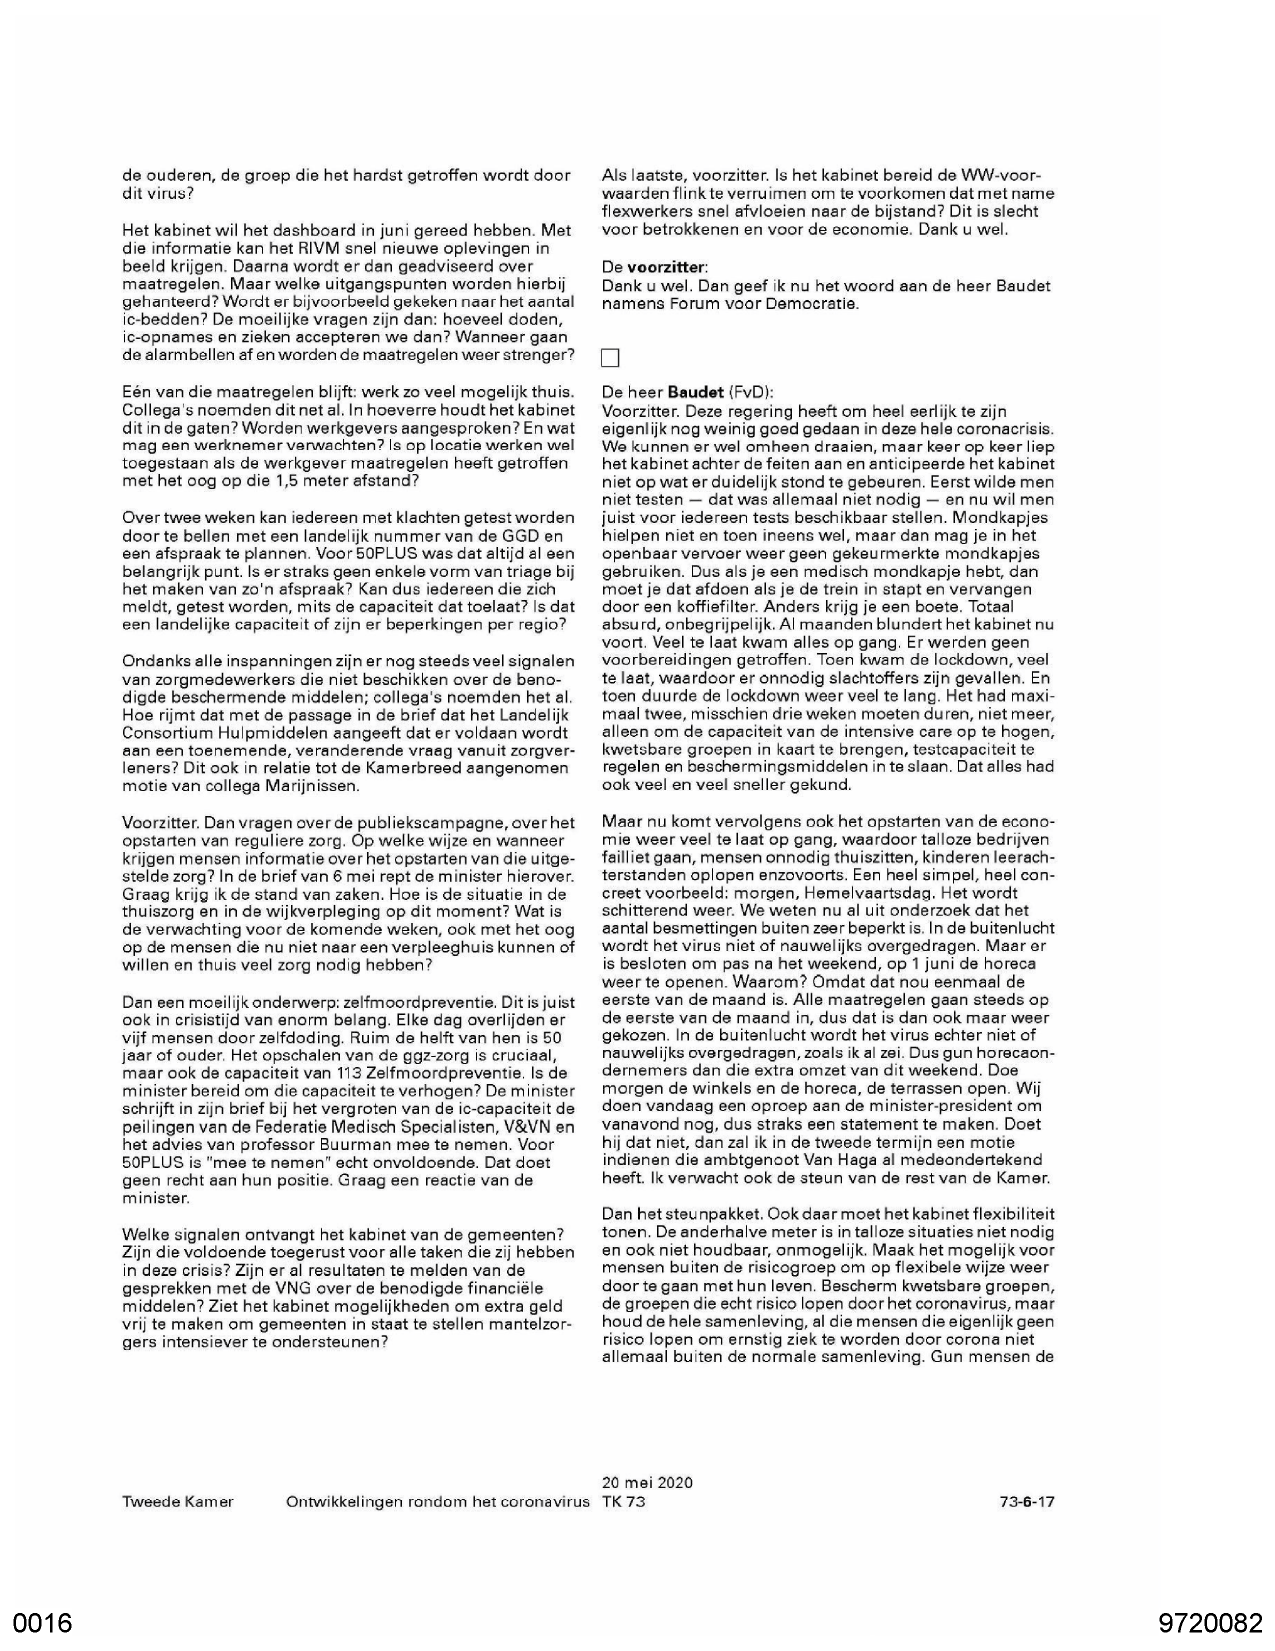 de ouderen, de groep die het hardst getroffen wordt door
dit virus?
Het kabinet wil het dashboard in juni gereed hebben. Met
die informatie kan het RIVM snel nieuwe oplevingen in
beeld krijgen. Daarna wordt er dan geadviseerd over
maatregelen. Maar welke uitgangspunten worden hierbij
gehanteerd? Wordt er bijvoorbeeld gekeken naar het aantal
ic-bedden? De moeilijke vragen zijn dan: hoeveel doden,
ic-opnames en zieken accepteren we dan? Wanneer gaan
de alarmbellen af en worden de maatregelen weer strenger?
Eén van die maatregelen blijft: werk zo veel mogelijk thuis.
Collega's noemden dit net al. In hoeverre houdt het kabinet
dit in de gaten? Worden werkgevers aangesproken? En wat
mag een werknemer verwachten? Is op locatie werken wel
toegestaan als de werkgever maatregelen heeft getroffen
met het oog op die 1,5 meter afstand?
Over twee weken kan iedereen met klachten getest worden
door te bellen met een landelijk nummer van de GGD en
een afspraak te plannen. Voor 50PLUS was dat altijd al een
belangrijk punt. Is er straks geen enkele vorm van triage bij
het maken van zo'n afspraak? Kan dus iedereen die zich
meldt, getest worden, mits de capaciteit dat toelaat? Is dat
een landelijke capaciteit of zijn er beperkingen per regio?
Ondanks alle inspanningen zijn er nog steeds veel signalen
van zorgmedewerkers die niet beschikken over de beno-
digde beschermende middelen; collega's noemden het al.
Hoe rijmt dat met de passage in de brief dat het Landelijk
Consortium Hulpmiddelen aangeeft dat er voldaan wordt
aan een toenemende, veranderende vraag vanuit zorgver-
leners? Dit ook in relatie tot de Kamerbreed aangenomen
motie van collega Marijnissen.
Voorzitter. Dan vragen over de publiekscampagne, over het
opstarten van reguliere zorg. Op welke wijze en wanneer
krijgen mensen informatie over het opstarten van die uitge-
stelde zorg? In de brief van 6 mei rept de minister hierover.
Graag krijg ik de stand van zaken. Hoe is de situatie in de
thuiszorg en in de wijkverpleging op dit moment? Wat is
de verwachting voor de komende weken, ook met het oog
op de mensen die nu niet naar een verpleeghuis kunnen of
willen en thuis veel zorg nodig hebben?
Dan een moeilijk onderwerp: zelfmoordpreventie. Dit is juist
ook in crisistijd van enorm belang. Elke dag overlijden er
vijf mensen door zelfdoding. Ruim de helft van hen is 50
jaar of ouder. Het opschalen van de ggz-zorg is cruciaal,
maar ook de capaciteit van 113 Zelfmoordpreventie. Is de
minister bereid om die capaciteit te verhogen? De minister
schrijft in zijn brief bij het vergroten van de ic-capaciteit de
peilingen van de Federatie Medisch Specialisten, V&VN en
het advies van professor Buurman mee te nemen. Voor
50PLUS is "mee te nemen" echt onvoldoende. Dat doet
geen recht aan hun positie. Graag een reactie van de
minister.
Welke signalen ontvangt het kabinet van de gemeenten?
Zijn die voldoende toegerust voor alle taken die zij hebben
in deze crisis? Zijn er al resultaten te melden van de
gesprekken met de VNG over de benodigde financiële
middelen? Ziet het kabinet mogelijkheden om extra geld
vrij te maken om gemeenten in staat te stellen mantelzor-
gers intensiever te ondersteunen?
Als laatste, voorzitter. Is het kabinet bereid de WW-voor-
waarden flink te verruimen om te voorkomen dat met name
flexwerkers snel afvloeien naar de bijstand? Dit is slecht
voor betrokkenen en voor de economie. Dank u wel.
De voorzitter:
Dank u wel. Dan geef ik nu het woord aan de heer Baudet
namens Forum voor Democratie.
De heer Baudet (FvD):
Voorzitter. Deze regering heeft om heel eerlijk te zijn
eigenlijk nog weinig goed gedaan in deze hele coronacrisis.
We kunnen er wel omheen draaien, maar keer op keer liep
het kabinet achter de feiten aan en anticipeerde het kabinet
niet op wat er duidelijk stond te gebeuren. Eerst wilde men
niet testen — dat was allemaal niet nodig — en nu wil men
juist voor iedereen tests beschikbaar stellen. Mondkapjes
hielpen niet en toen ineens wel, maar dan mag je in het
openbaar vervoer weer geen gekeurmerkte mondkapjes
gebruiken. Dus als je een medisch mondkapje hebt, dan
moet je dat afdoen als je de trein in stapt en vervangen
door een koffiefilter. Anders krijg je een boete. Totaal
absurd, onbegrijpelijk. Al maanden blundert het kabinet nu
voort. Veel te laat kwam alles op gang. Er werden geen
voorbereidingen getroffen. Toen kwam de lockdown, veel
te laat, waardoor er onnodig slachtoffers zijn gevallen. En
toen duurde de lockdown weer veel te lang. Het had maxi-
maal twee, misschien drie weken moeten duren, niet meer,
alleen om de capaciteit van de intensive care op te hogen,
kwetsbare groepen in kaart te brengen, testcapaciteit te
regelen en beschermingsmiddelen in te slaan. Dat alles had
ook veel en veel sneller gekund.
Maar nu komt vervolgens ook het opstarten van de econo-
mie weer veel te laat op gang, waardoor talloze bedrijven
failliet gaan, mensen onnodig thuiszitten, kinderen leerach-
terstanden oplopen enzovoorts. Een heel simpel, heel con-
creet voorbeeld: morgen, Hemelvaartsdag. Het wordt
schitterend weer. We weten nu al uit onderzoek dat het
aantal besmettingen buiten zeer beperkt is. In de buitenlucht
wordt het virus niet of nauwelijks overgedragen. Maar er
is besloten om pas na het weekend, op 1 juni de horeca
weer te openen. Waarom? Omdat dat nou eenmaal de
eerste van de maand is. Alle maatregelen gaan steeds op
de eerste van de maand in, dus dat is dan ook maar weer
gekozen. In de buitenlucht wordt het virus echter niet of
nauwelijks overgedragen, zoals ik al zei. Dus gun horecaon-
dernemers dan die extra omzet van dit weekend. Doe
morgen de winkels en de horeca, de terrassen open. Wij
doen vandaag een oproep aan de minister-president om
vanavond nog, dus straks een statement te maken. Doet
hij dat niet, dan zal ik in de tweede termijn een motie
indienen die ambtgenoot Van Haga al medeondertekend
heeft. Ik verwacht ook de steun van de rest van de Kamer.
Dan het steunpakket. Ook daar moet het kabinet flexibiliteit
tonen. De anderhalve meter is in talloze situaties niet nodig
en ook niet houdbaar, onmogelijk. Maak het mogelijk voor
mensen buiten de risicogroep om op flexibele wijze weer
door te gaan met hun leven. Bescherm kwetsbare groepen,
de groepen die echt risico lopen door het coronavirus, maar
houd de hele samenleving, al die mensen die eigenlijk geen
risico lopen om ernstig ziek te worden door corona niet
allemaal buiten de normale samenleving. Gun mensen de
20 mei 2020
Tweede Kamer Ontwikkelingen rondom het coronavirus TK 73 73-6-17
0016 9720082